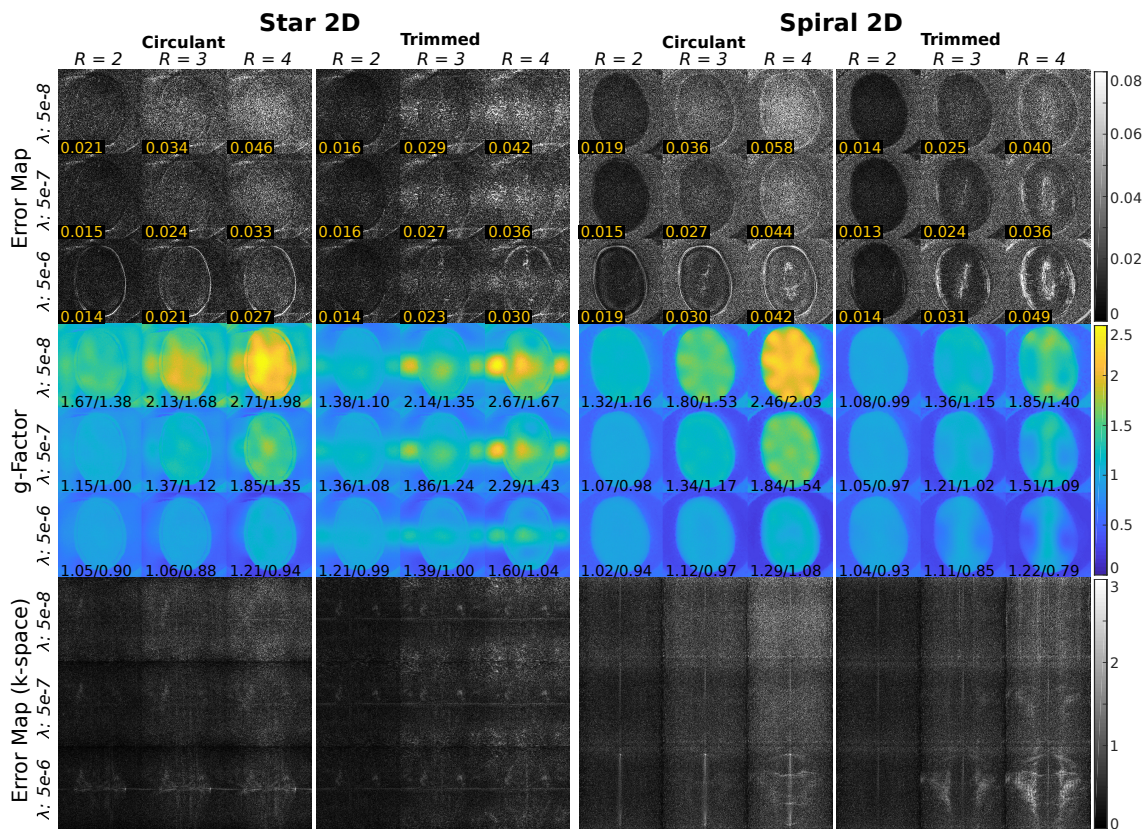 Star 2D Spiral 2D
Circulant Trimmed Circulant Trimmed
R = 2 R = 3 R = 4 R = 2 R = 3 R = 4 R = 2 R = 3 R = 4 R = 2 R = 3 R = 4
Error Map
λ: 5e-8
0.021 0.034 0.046 0.016 0.029 0.042 0.019 0.036 0.058 0.014 0.025 0.040
λ: 5e-7
0.015 0.024 0.033 0.016 0.027 0.036 0.015 0.027 0.044 0.013 0.024 0.036
λ: 5e-6
0.014 0.021 0.027 0.014 0.023 0.030 0.019 0.030 0.042 0.014 0.031 0.049
0.08
0.06
0.04
0.02
0
g-Factor
λ: 5e-8
1.67/1.38 2.13/1.68 2.71/1.98 1.38/1.10 2.14/1.35 2.67/1.67 1.32/1.16 1.80/1.53 2.46/2.03 1.08/0.99 1.36/1.15 1.85/1.40
λ: 5e-7
1.15/1.00 1.37/1.12 1.85/1.35 1.36/1.08 1.86/1.24 2.29/1.43 1.07/0.98 1.34/1.17 1.84/1.54 1.05/0.97 1.21/1.02 1.51/1.09
λ: 5e-6
1.05/0.90 1.06/0.88 1.21/0.94 1.21/0.99 1.39/1.00 1.60/1.04 1.02/0.94 1.12/0.97 1.29/1.08 1.04/0.93 1.11/0.85 1.22/0.79
2.5
2
1.5
1
0.5
0
Error Map (k-space)
λ: 5e-8
λ: 5e-7
λ: 5e-6
3
2
1
0